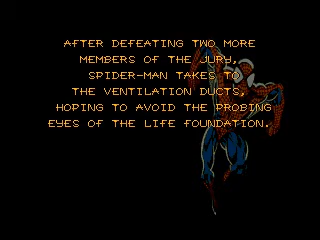 AFTER DEFEATING TWO MORE
MEMBERS OF THE JURY,
SPIDER-MAN TAKES TO
THE VENTILATION DUCTS,
HOPING TO AVOID THE PROBING
EYES OF THE LIFE FOUNDATION.